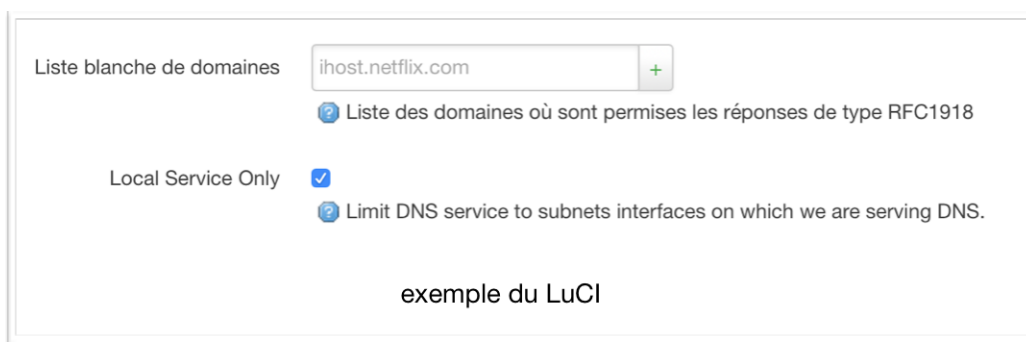 Liste blanche de domaines
ihost.netflix.com
+
Liste des domaines où sont permises les réponses de type RFC1918
Local Service Only
Limit DNS service to subnets interfaces on which we are serving DNS.
exemple du LuCI